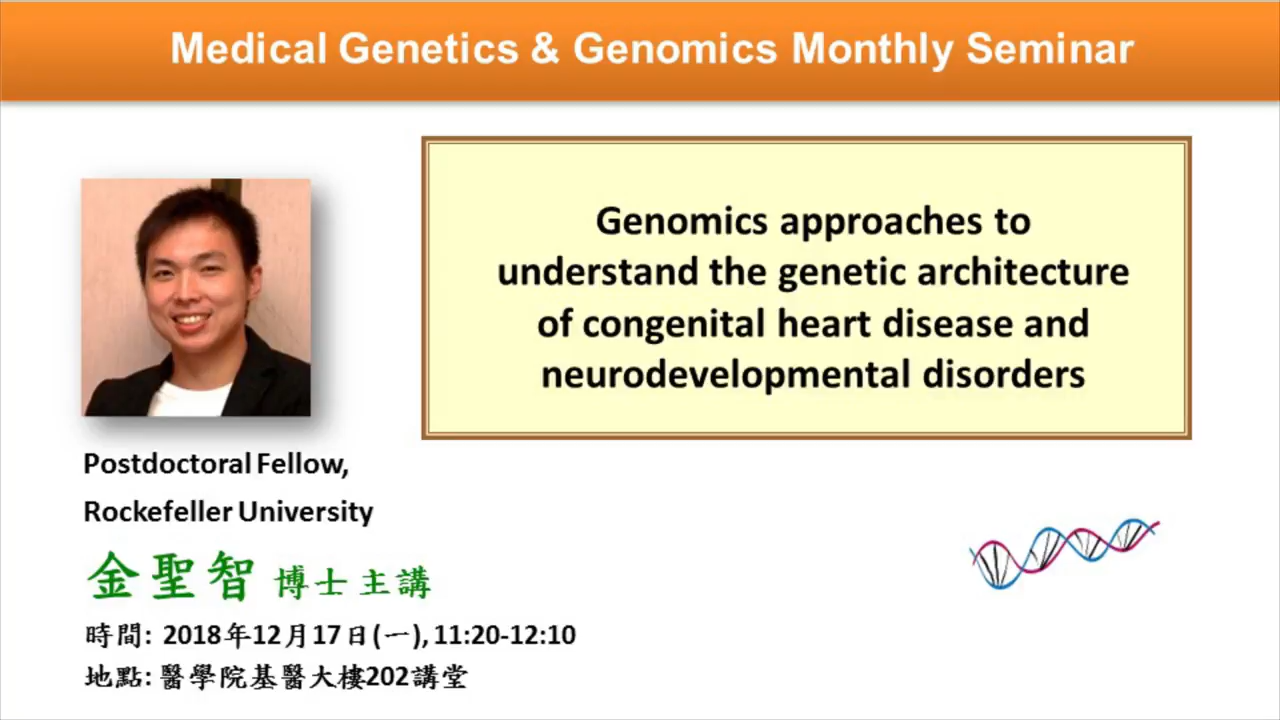 Medical Genetics & Genomics Monthly Seminar
Genomics approaches to
understand the genetic architecture
of congenital heart disease and
neurodevelopmental disorders
Postdoctoral Fellow,
Rockefeller University
金聖智 博士主講
時間: 2018年12月17日(一), 11:20-12:10
地點: 醫學院基醫大樓202講堂